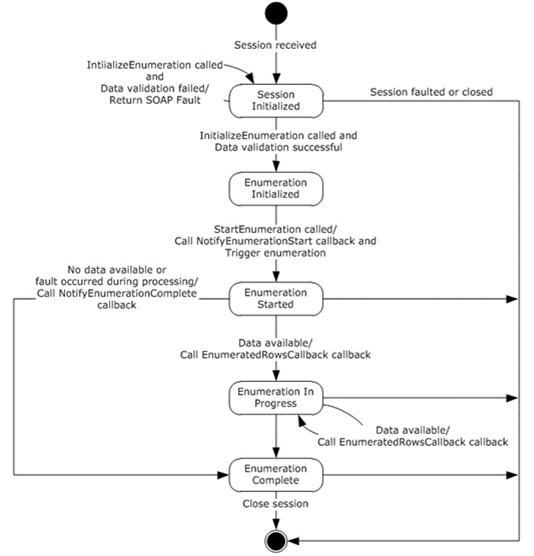 Session received
IntiializeEnumeration called
and
Data validation failed/
Return SOAP Fault
Session
Initialized
Session faulted or closed
InitializeEnumeration called and
Data validation successful
Enumeration
Initialized
StartEnumeration called/
Call NotifyEnumerationStart callback and
Trigger enumeration
No data available or
fault occurred during processing/
Call NotifyEnumerationComplete
callback
Enumeration
Started
Data available/
Call EnumeratedRowsCallback callback
Enumeration In
Progress
Data available/
Call EnumeratedRowsCallback callback
Enumeration
Complete
Close session